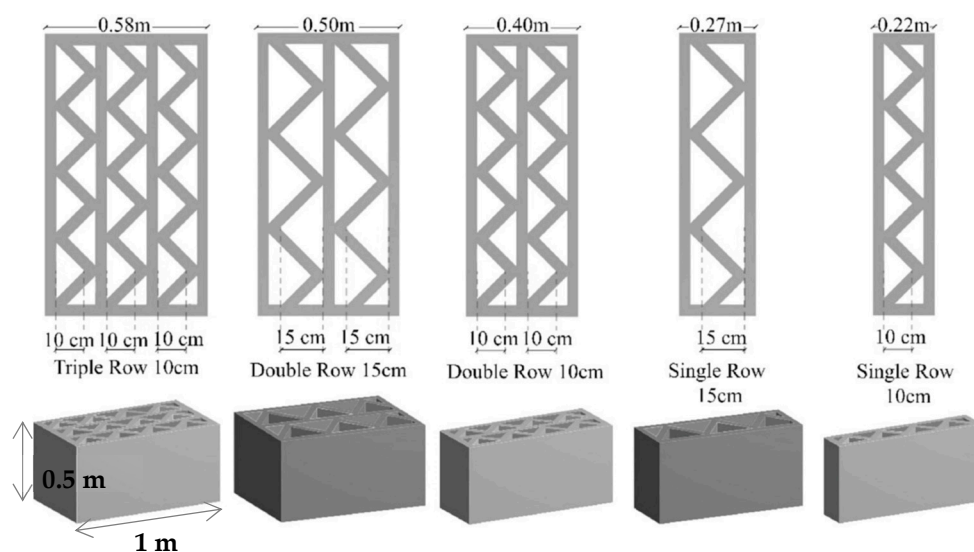 0.58m 0.50m 0.40m 0.27m 0.22m
10 cm 10 cm 10 cm 15 cm 15 cm 10 cm 10 cm 15 cm 10 cm
Triple Row 10cm Double Row 15cm Double Row 10cm Single Row Single Row
15cm 10cm
0.5 m
1 m